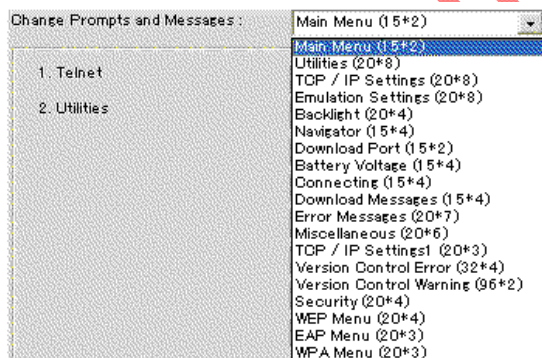 Change Prompts and Messages :
Main Menu (15*2)
1. Telnet
2. Utilities
Main Menu (15*2)
Utilities (20*8)
TCP / IP Settings (20*8)
Emulation Settings (20*8)
Backlight (20*4)
Navigator (15*4)
Download Port (15*2)
Battery Voltage (15*4)
Connecting (15*4)
Download Messages (15*4)
Error Messages (20*7)
Miscellaneous (20*6)
TCP / IP Settings1 (20*3)
Version Control Error (32*4)
Version Control Warning (96*2)
Security (20*4)
WEP Menu (20*4)
EAP Menu (20*3)
WPA Menu (20*3)